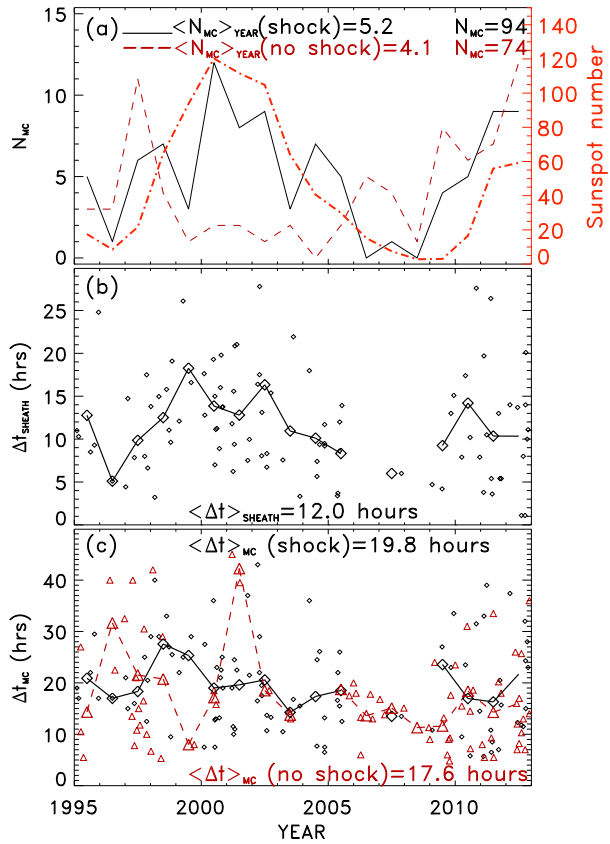 (a) <N_MC>_YEAR(shock)=5.2 N_MC=94
<N_MC>_YEAR(no shock)=4.1 N_MC=74
15
10
5
0
N_MC
140
120
100
80
60
40
20
0
Sunspot number
(b)
25
20
15
10
5
0
Δt_SHEATH (hrs)
<Δt>_SHEATH=12.0 hours
(c) <Δt>_MC (shock)=19.8 hours
40
30
20
10
0
Δt_MC (hrs)
<Δt>_MC (no shock)=17.6 hours
1995 2000 2005 2010
YEAR